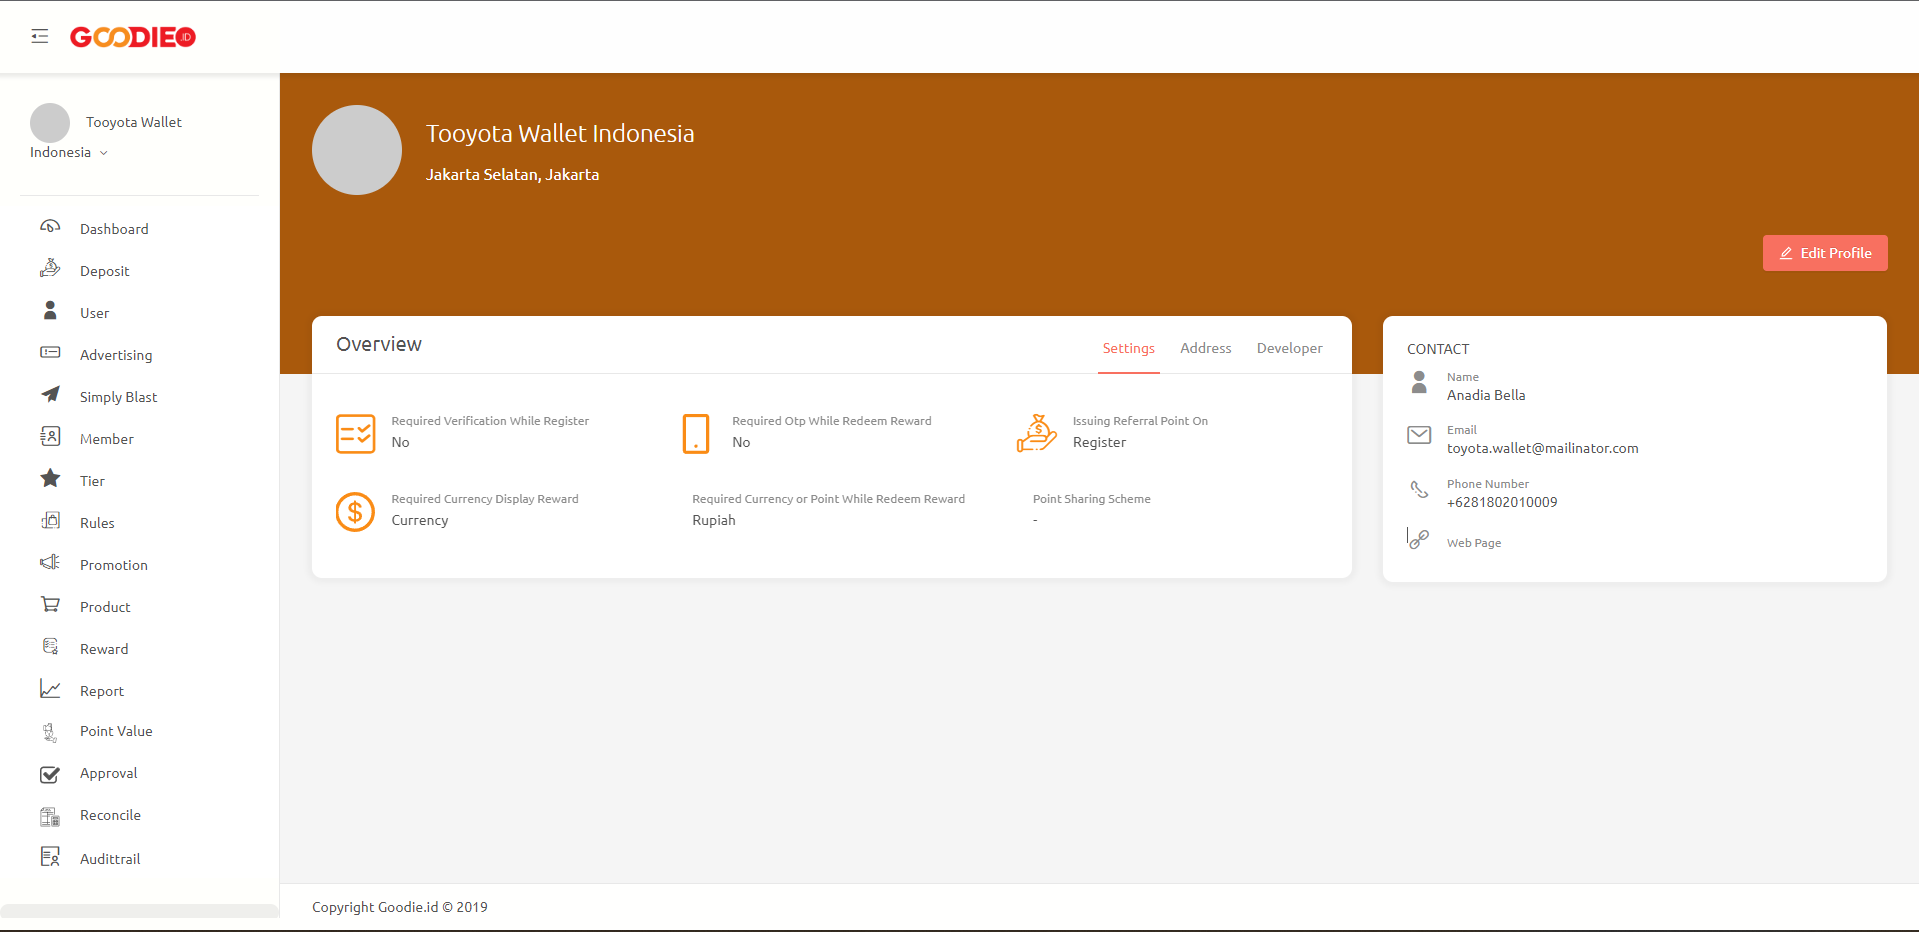 GOODIE.ID
Tooyota Wallet
Indonesia
Dashboard
Deposit
User
Advertising
Simply Blast
Member
Tier
Rules
Promotion
Product
Reward
Report
Point Value
Approval
Reconcile
Audittrail
Tooyota Wallet Indonesia
Jakarta Selatan, Jakarta
Edit Profile
Overview
Settings Address Developer
Required Verification While Register
No
Required Otp While Redeem Reward
No
Issuing Referral Point On
Register
Required Currency Display Reward
Currency
Required Currency or Point While Redeem Reward
Rupiah
Point Sharing Scheme
-
CONTACT
Name
Anadia Bella
Email
toyota.wallet@mailinator.com
Phone Number
+6281802010009
Web Page
Copyright Goodie.id © 2019